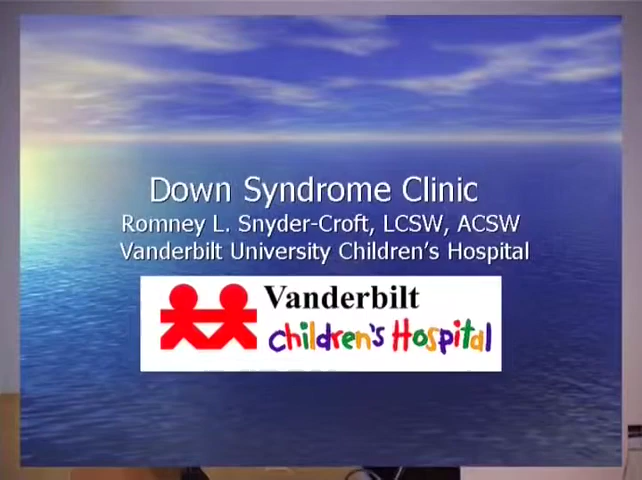 Down Syndrome Clinic
Romney L. Snyder-Croft, LCSW, ACSW
Vanderbilt University Children's Hospital
Vanderbilt
Children's Hospital